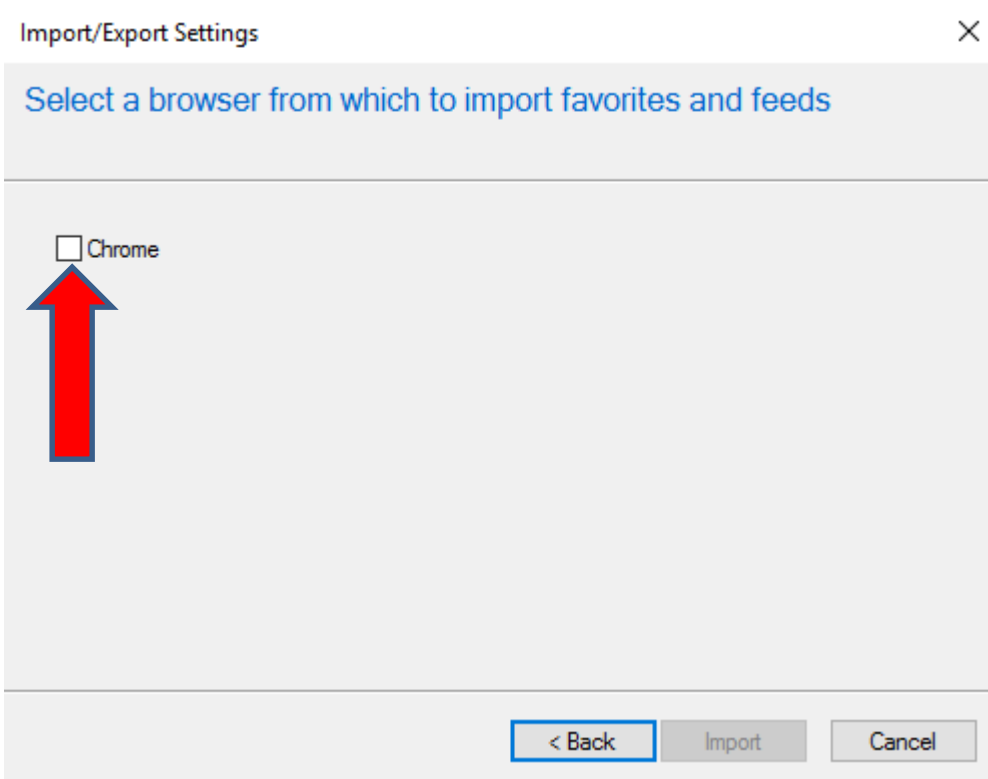 Import/Export Settings
Select a browser from which to import favorites and feeds
Chrome
< Back Import Cancel